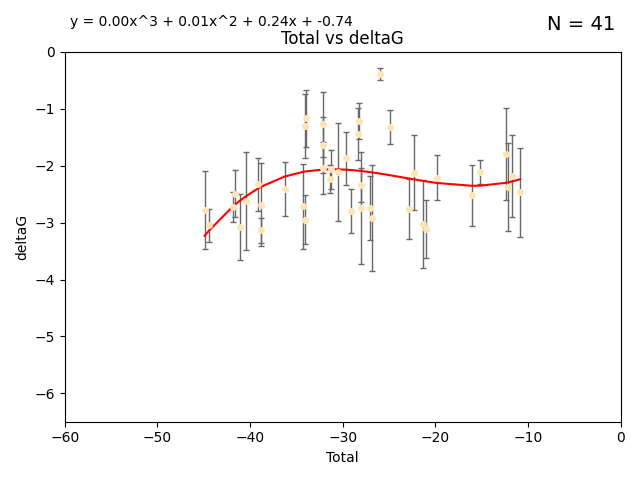 y = 0.00x^3 + 0.01x^2 + 0.24x + -0.74
N = 41
Total vs deltaG
0
−1
−2
−3
−4
−5
−6
deltaG
−60 −50 −40 −30 −20 −10 0
Total